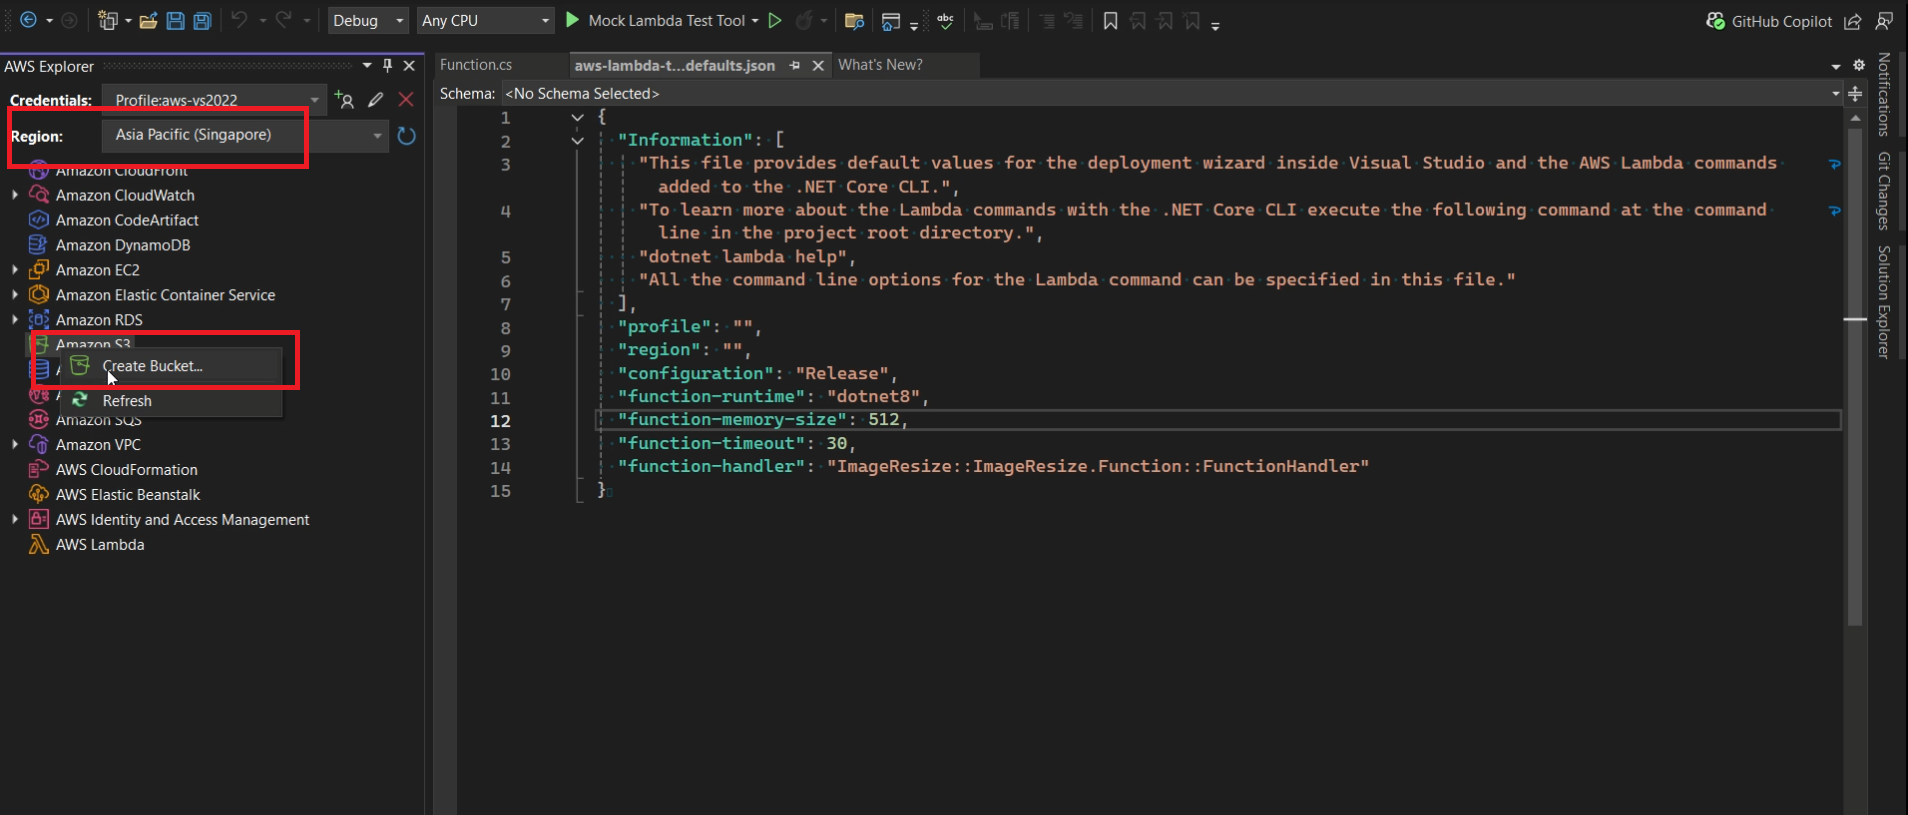 Debug
Any CPU
Mock Lambda Test Tool
abc
GitHub Copilot
AWS Explorer
Credentials: Profile:aws-vs2022
Region: Asia Pacific (Singapore)
Amazon CloudFront
Amazon CloudWatch
Amazon CodeArtifact
Amazon DynamoDB
Amazon EC2
Amazon Elastic Container Service
Amazon RDS
Amazon S3
Create Bucket...
Refresh
Amazon SQS
Amazon VPC
AWS CloudFormation
AWS Elastic Beanstalk
AWS Identity and Access Management
AWS Lambda
Function.cs
aws-lambda-t...defaults.json
What's New?
Schema: <No Schema Selected>
1 {
2 "Information": [
3 "This file provides default values for the deployment wizard inside Visual Studio and the AWS Lambda commands
added to the .NET Core CLI.",
4 "To learn more about the Lambda commands with the .NET Core CLI execute the following command at the command
line in the project root directory.",
5 "dotnet lambda help",
6 "All the command line options for the Lambda command can be specified in this file."
7 ],
8 "profile": "",
9 "region": "",
10 "configuration": "Release",
11 "function-runtime": "dotnet8",
12 "function-memory-size": 512,
13 "function-timeout": 30,
14 "function-handler": "ImageResize::ImageResize.Function::FunctionHandler"
15 }
Notifications
Git Changes
Solution Explorer